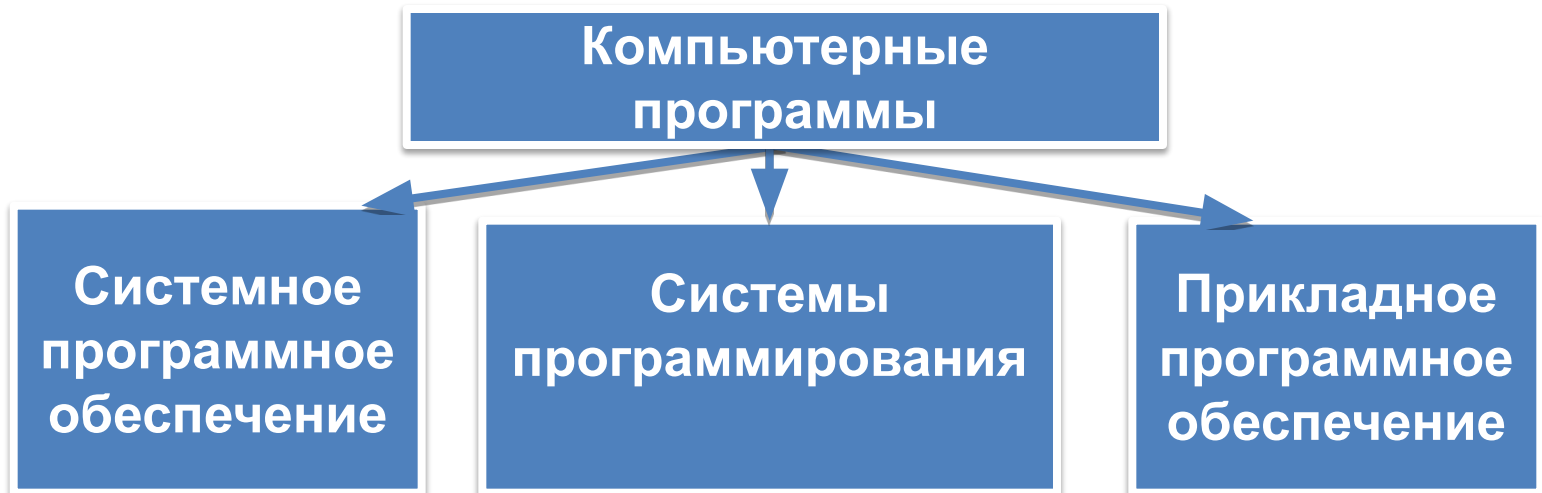 Компьютерные
программы
Системное
программное
обеспечение
Системы
программирования
Прикладное
программное
обеспечение